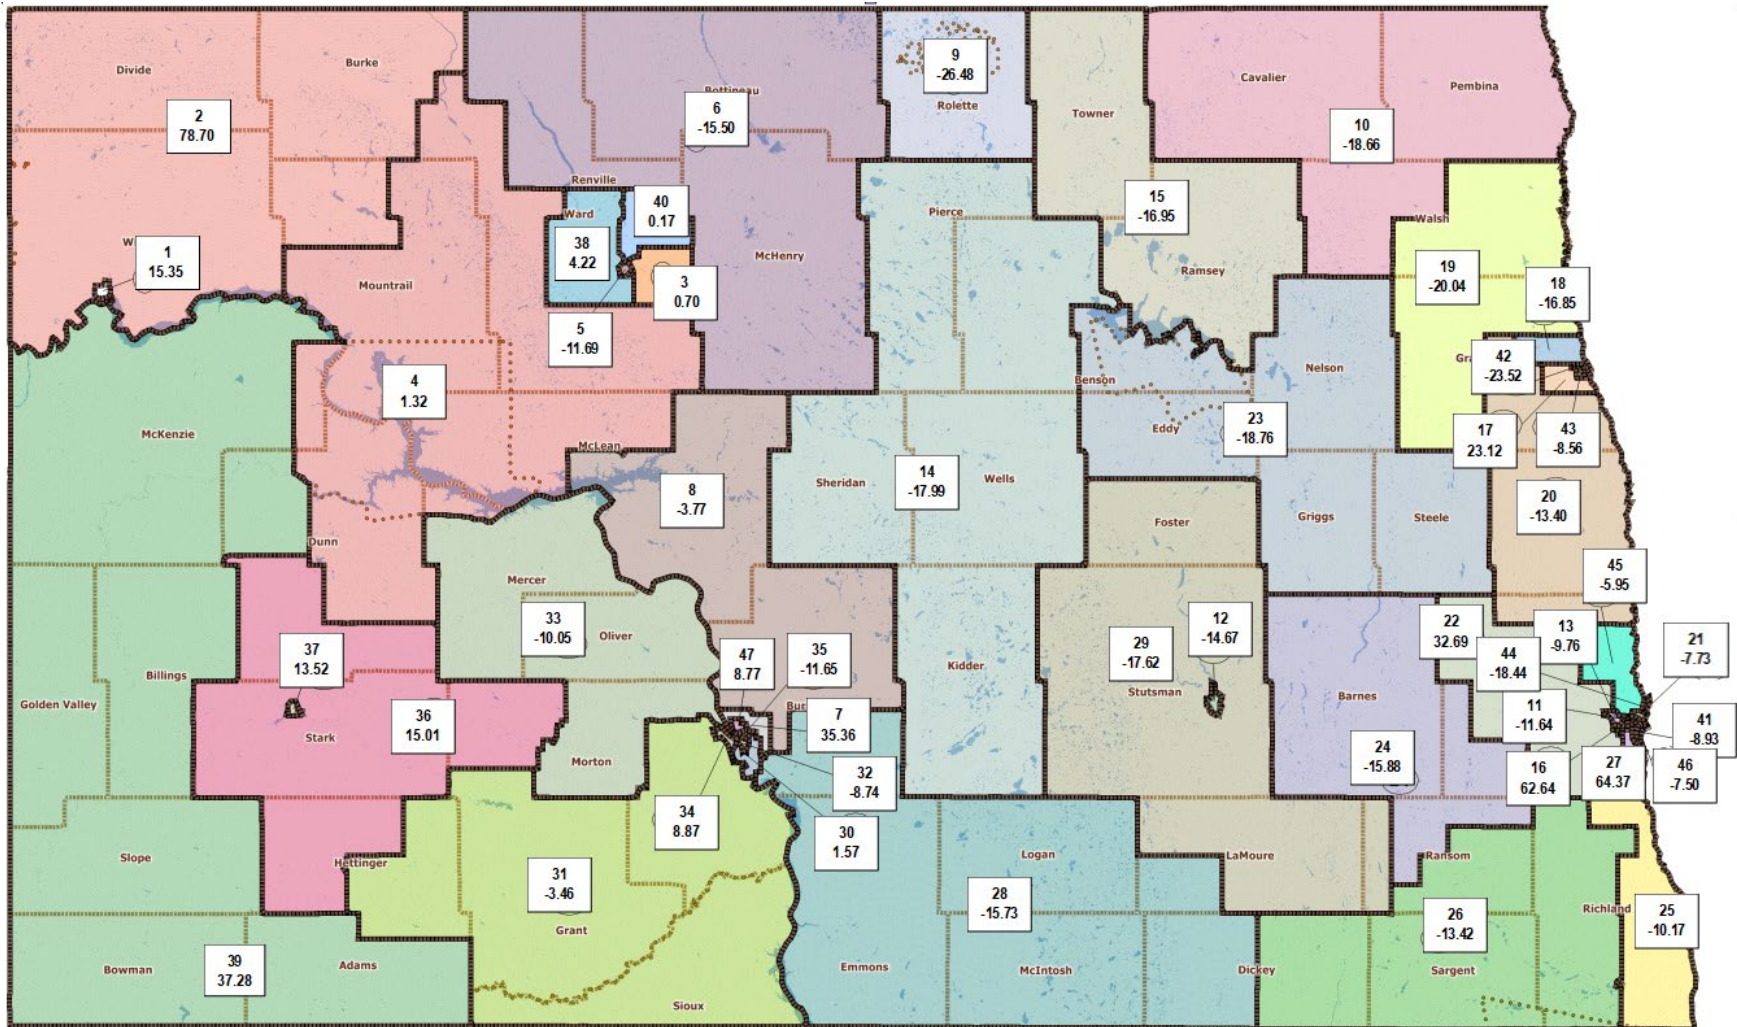 Divide
Burke
2
78.70
Bottineau
6
-15.50
9
-26.48
Rolette
Towner
Cavalier
Pembina
10
-18.66
Renville
Ward
40
0.17
38
4.22
Pierce
15
-16.95
Walsh
1
15.35
McHenry
Mountrail
3
0.70
Ramsey
19
-20.04
18
-16.85
5
-11.69
4
1.32
42
-23.52
Benson
Nelson
McKenzie
McLean
Eddy
23
-18.76
17
23.12
43
-8.56
Sheridan
14
-17.99
Wells
8
-3.77
20
-13.40
Foster
Griggs
Steele
Dunn
Mercer
45
-5.95
33
-10.05
Oliver
37
13.52
47
8.77
35
-11.65
Kidder
29
-17.62
Stutsman
12
-14.67
22
32.69
13
-9.76
44
-18.44
21
-7.73
Billings
Golden Valley
Barnes
36
15.01
Stark
7
35.36
11
-11.64
41
-8.93
Morton
32
-8.74
24
-15.88
16
62.64
27
64.37
46
-7.50
34
8.87
30
1.57
Slope
Hettinger
Logan
LaMoure
Ransom
31
-3.46
Grant
28
-15.73
26
-13.42
Richland
25
-10.17
Bowman
39
37.28
Adams
Emmons
McIntosh
Dickey
Sargent
Sioux